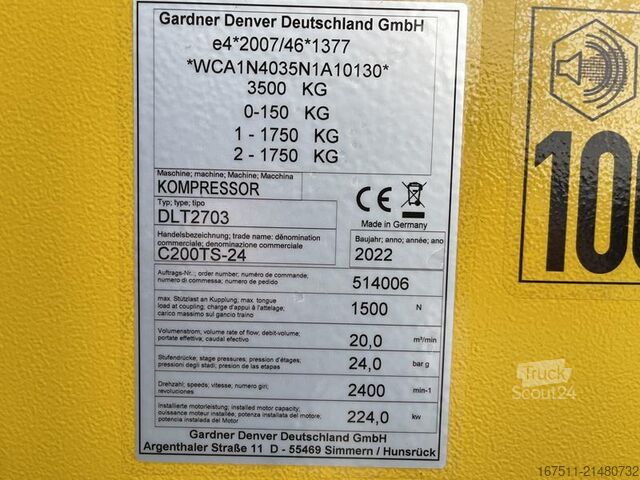 Gardner Denver Deutschland GmbH
e4*2007/46*1377
*WCA1N4035N1A10130*
3500 KG
0-150 KG
1 - 1750 KG
2 - 1750 KG
Maschine; machine; Machine, Macchina
KOMPRESSOR
Typ; type; tipo
DLT2703
Made in Germany
Handelsbezeichnung; trade name; dénomination
commerciale; denominazione commerciale
C200TS-24
Baujahr; anno; année; ano
2022
Auftrags-Nr.,; order number; numéro de commande;
numero di commessa; numéro de pedido
514006
max. Stützlast an Kupplung; max. tongue
load at coupling; charge d'appui à l'attelage;
carico massimo sul gancio traino
1500 N
Volumenstrom; volume rate of flow; debit-volume;
portate effettive, caudal efectivo
20,0 m³/min
Stufendrücke; stage pressures, pression d'étages;
pressioni degli stadi; presion de las etapas
24,0 bar g
Drehzahl; speeds; vitesse; numero giri;
revoluciones
2400 min-1
Installierte motorleistung; installed motor capacity;
ouissance moteur installée, potenza installata del motore;
potencia instalada del Motor
224,0 kw
Gardner Denver Deutschland GmbH
Argenthaler Straße 11 D - 55469 Simmern / Hunsrück
CE
Truck
Scout24
167511-21480732